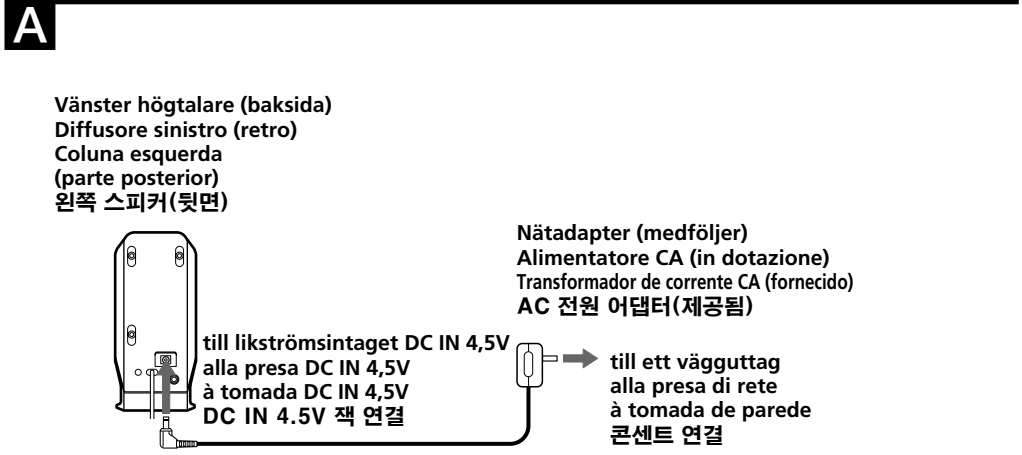 A
Vänster högtalare (baksida)
Diffusore sinistro (retro)
Coluna esquerda
(parte posterior)
왼쪽 스피커(뒷면)
Nätadapter (medföljer)
Alimentatore CA (in dotazione)
Transformador de corrente CA (fornecido)
AC 전원 어댑터(제공됨)
till likströmsintaget DC IN 4,5V
alla presa DC IN 4,5V
à tomada DC IN 4,5V
DC IN 4.5V 잭 연결
till ett vägguttag
alla presa di rete
à tomada de parede
콘센트 연결